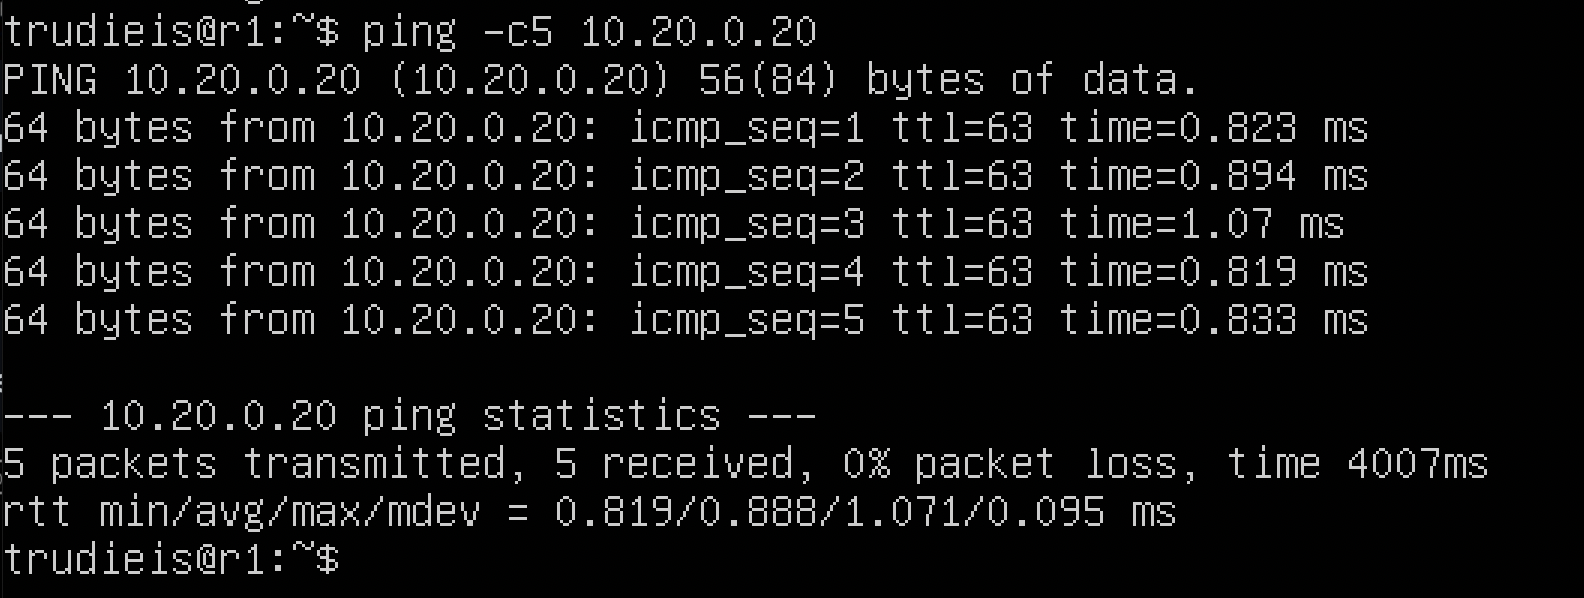 trudieis@r1:~$ ping -c5 10.20.0.20
PING 10.20.0.20 (10.20.0.20) 56(84) bytes of data.
64 bytes from 10.20.0.20: icmp_seq=1 ttl=63 time=0.823 ms
64 bytes from 10.20.0.20: icmp_seq=2 ttl=63 time=0.894 ms
64 bytes from 10.20.0.20: icmp_seq=3 ttl=63 time=1.07 ms
64 bytes from 10.20.0.20: icmp_seq=4 ttl=63 time=0.819 ms
64 bytes from 10.20.0.20: icmp_seq=5 ttl=63 time=0.833 ms

--- 10.20.0.20 ping statistics ---
5 packets transmitted, 5 received, 0% packet loss, time 4007ms
rtt min/avg/max/mdev = 0.819/0.888/1.071/0.095 ms
trudieis@r1:~$